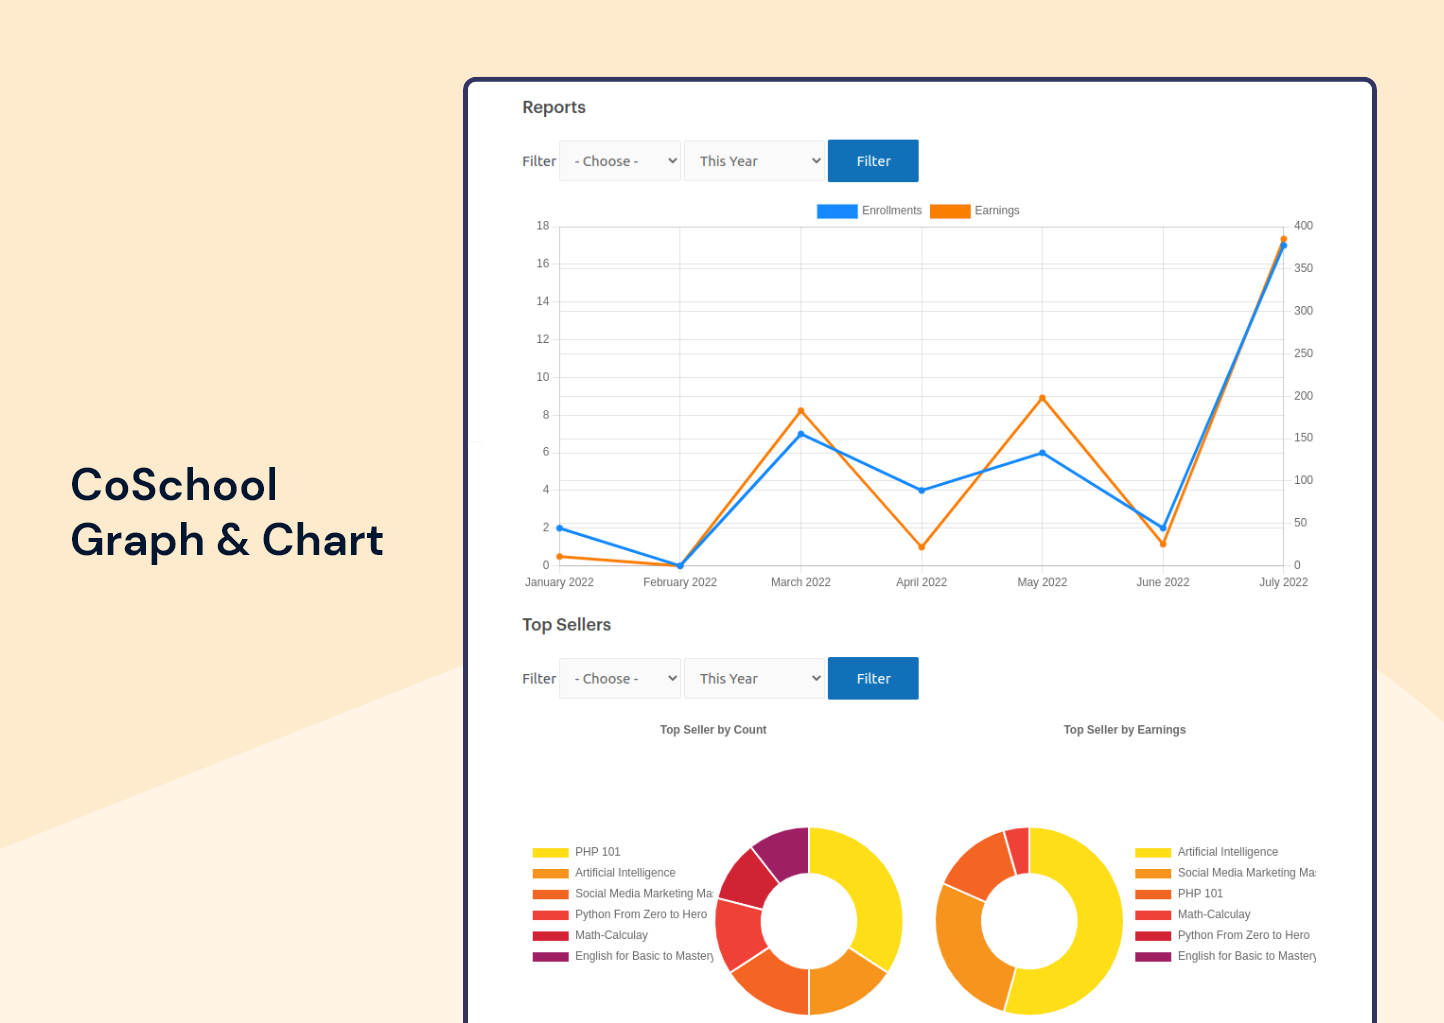 CoSchool
Graph & Chart
Reports
Filter - Choose - This Year Filter
Enrollments Earnings
18 400
16 350
14 300
12 250
10 200
8 150
6 100
4 50
2 0
0
January 2022 February 2022 March 2022 April 2022 May 2022 June 2022 July 2022
Top Sellers
Filter - Choose - This Year Filter
Top Seller by Count
PHP 101
Artificial Intelligence
Social Media Marketing Ma
Python From Zero to Hero
Math-Calculay
English for Basic to Mastery
Top Seller by Earnings
Artificial Intelligence
Social Media Marketing Ma
PHP 101
Math-Calculay
Python From Zero to Hero
English for Basic to Mastery